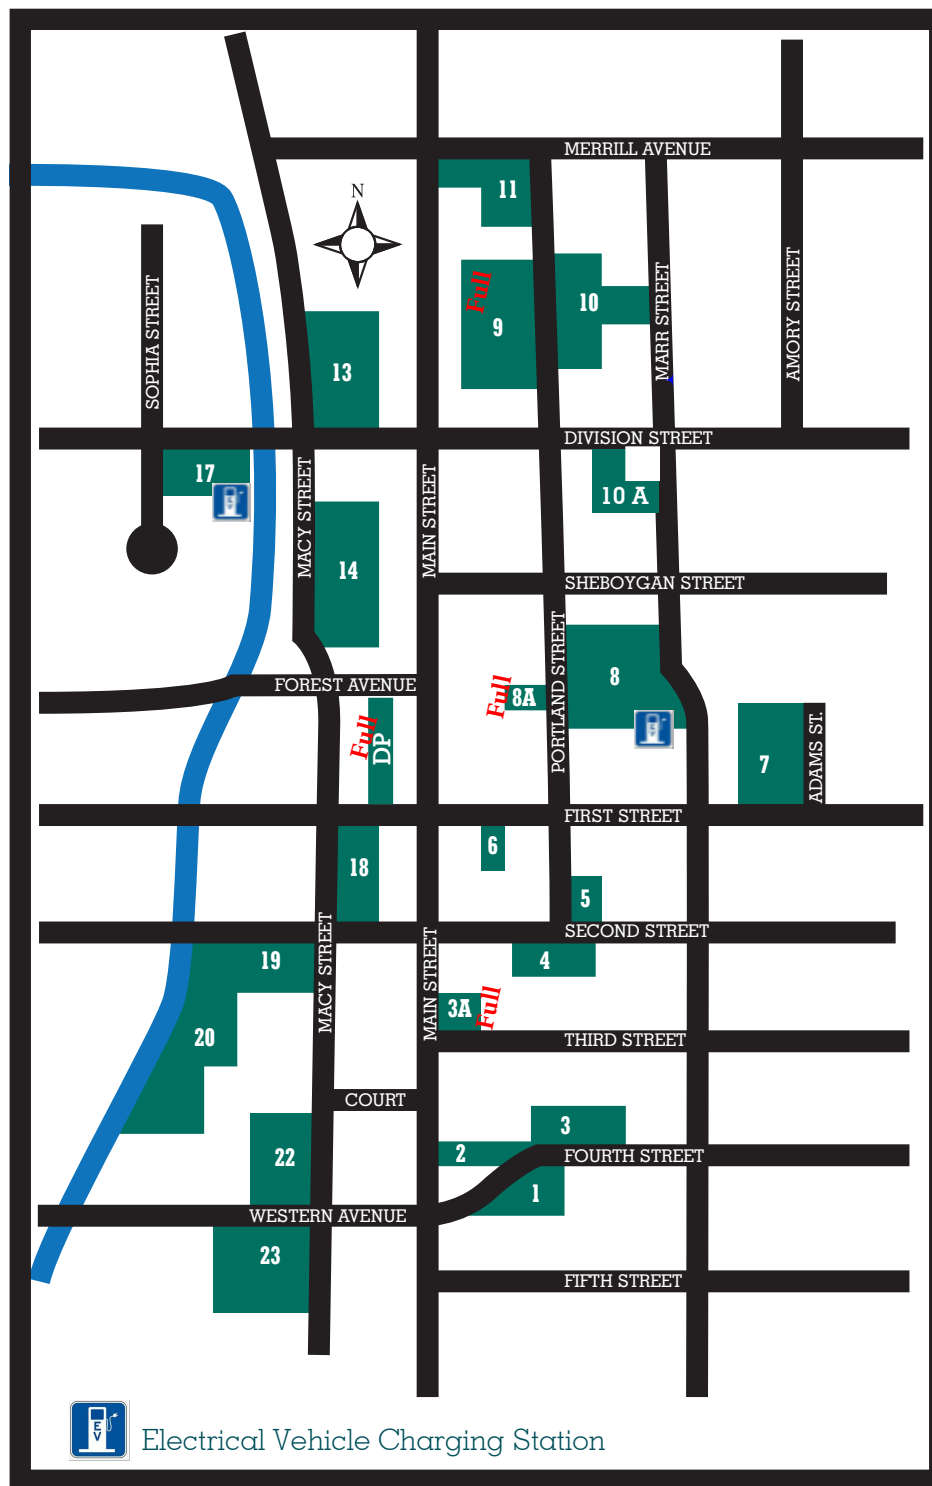 MERRILL AVENUE
11
N
SOPHIA STREET
Full
9
10
MARR STREET
AMORY STREET
13
DIVISION STREET
17
MACY STREET
MAIN STREET
10 A
14
SHEBOYGAN STREET
PORTLAND STREET
8
FOREST AVENUE
Full
8A
Full
DP
7
ADAMS ST.
FIRST STREET
6
18
5
MACY STREET
SECOND STREET
MAIN STREET
19
4
3A
Full
20
THIRD STREET
COURT
3
22
2
FOURTH STREET
1
WESTERN AVENUE
23
FIFTH STREET
EV
Electrical Vehicle Charging Station